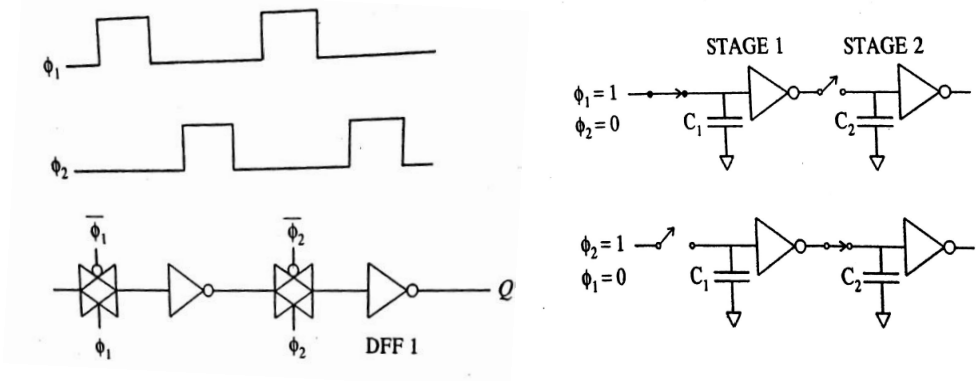 ϕ₁
ϕ₂
ϕ̅₁
ϕ̅₂
Q
ϕ₁
ϕ₂
DFF 1
STAGE 1
STAGE 2
ϕ₁ = 1
ϕ₂ = 0
C₁
C₂
ϕ₂ = 1
ϕ₁ = 0
C₁
C₂